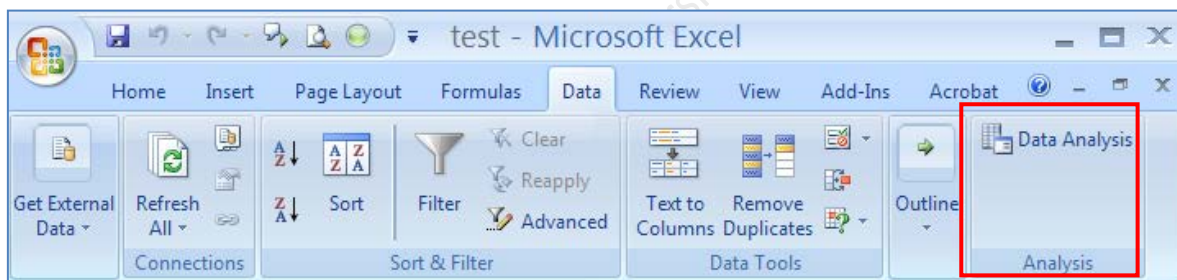 test - Microsoft Excel
Home Insert Page Layout Formulas Data Review View Add-Ins Acrobat
Get External Data
Refresh All
Connections
A Z
Z A
A Z Z A
Sort
Filter
Clear
Reapply
Advanced
Sort & Filter
Text to Columns
Remove Duplicates
Data Tools
Outline
Data Analysis
Analysis